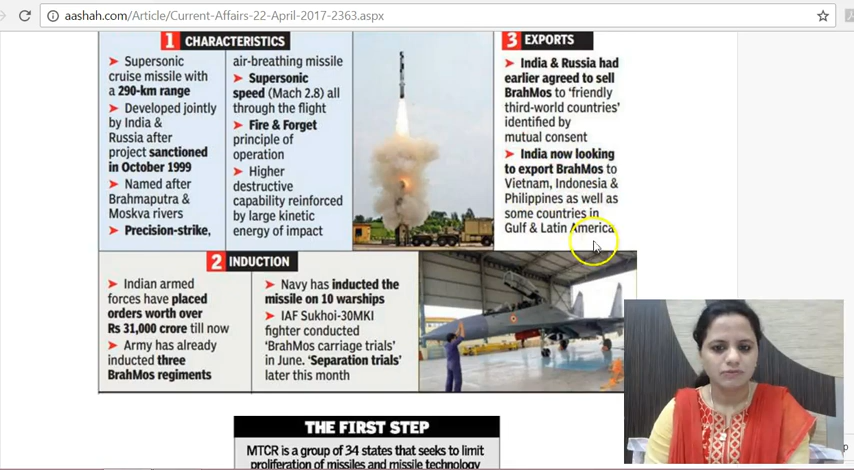 aashah.com/Article/Current-Affairs-22-April-2017-2363.aspx
1 CHARACTERISTICS
➤ Supersonic
cruise missile with
a 290-km range
➤ Developed jointly
by India &
Russia after
project sanctioned
in October 1999
➤ Named after
Brahmaputra &
Moskva rivers
➤ Precision-strike,
air-breathing missile
➤ Supersonic
speed (Mach 2.8) all
through the flight
➤ Fire & Forget
principle of
operation
➤ Higher
destructive
capability reinforced
by large kinetic
energy of impact
3 EXPORTS
➤ India & Russia had
earlier agreed to sell
BrahMos to ‘friendly
third-world countries’
identified by
mutual consent
➤ India now looking
to export BrahMos to
Vietnam, Indonesia &
Philippines as well as
some countries in
Gulf & Latin America
2 INDUCTION
➤ Indian armed
forces have placed
orders worth over
Rs 31,000 crore till now
➤ Army has already
inducted three
BrahMos regiments
➤ Navy has inducted the
missile on 10 warships
➤ IAF Sukhoi-30MKI
fighter conducted
‘BrahMos carriage trials’
in June. ‘Separation trials’
later this month
THE FIRST STEP
MTCR is a group of 34 states that seeks to limit
proliferation of missiles and missile technology